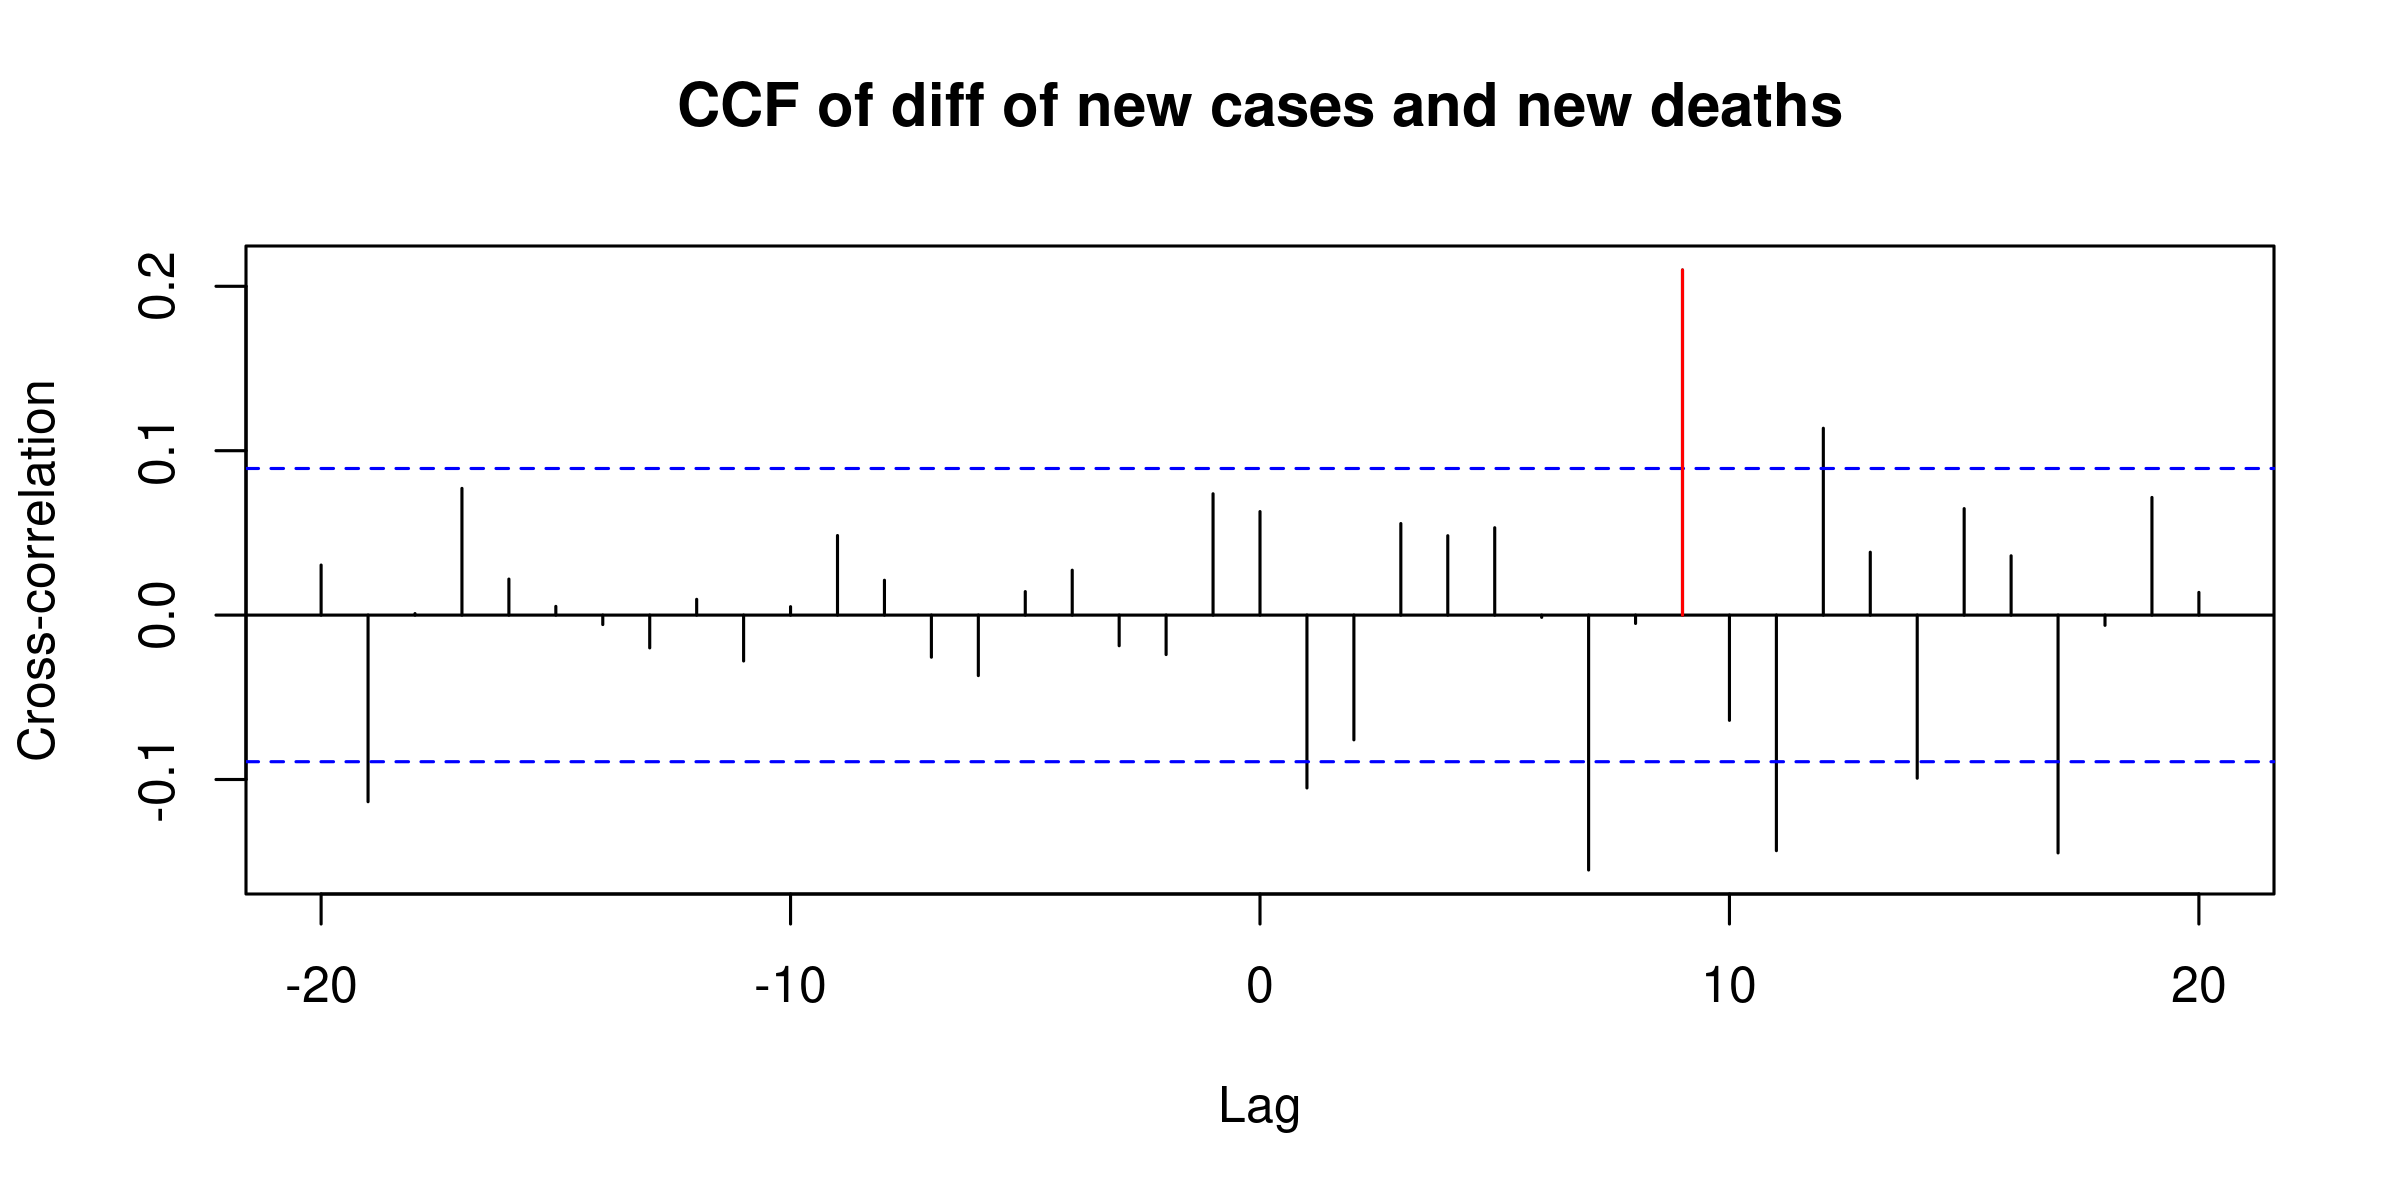 CCF of diff of new cases and new deaths
Cross-correlation
0.2
0.1
0.0
-0.1
-20 -10 0 10 20
Lag